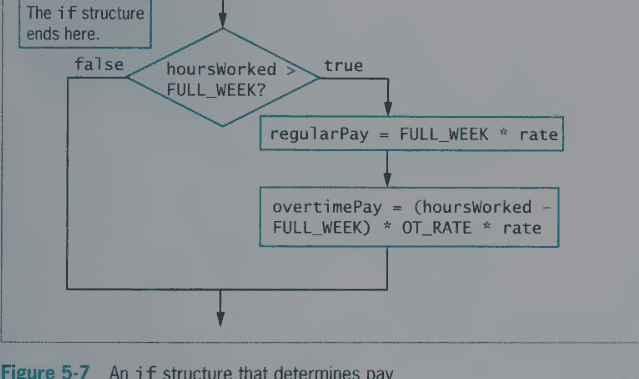 The if structure
ends here.
false
hoursWorked >
FULL_WEEK?
true
regularPay = FULL_WEEK * rate
overtimePay = (hoursWorked –
FULL_WEEK) * OT_RATE * rate
Figure 5-7 An if structure that determines pay